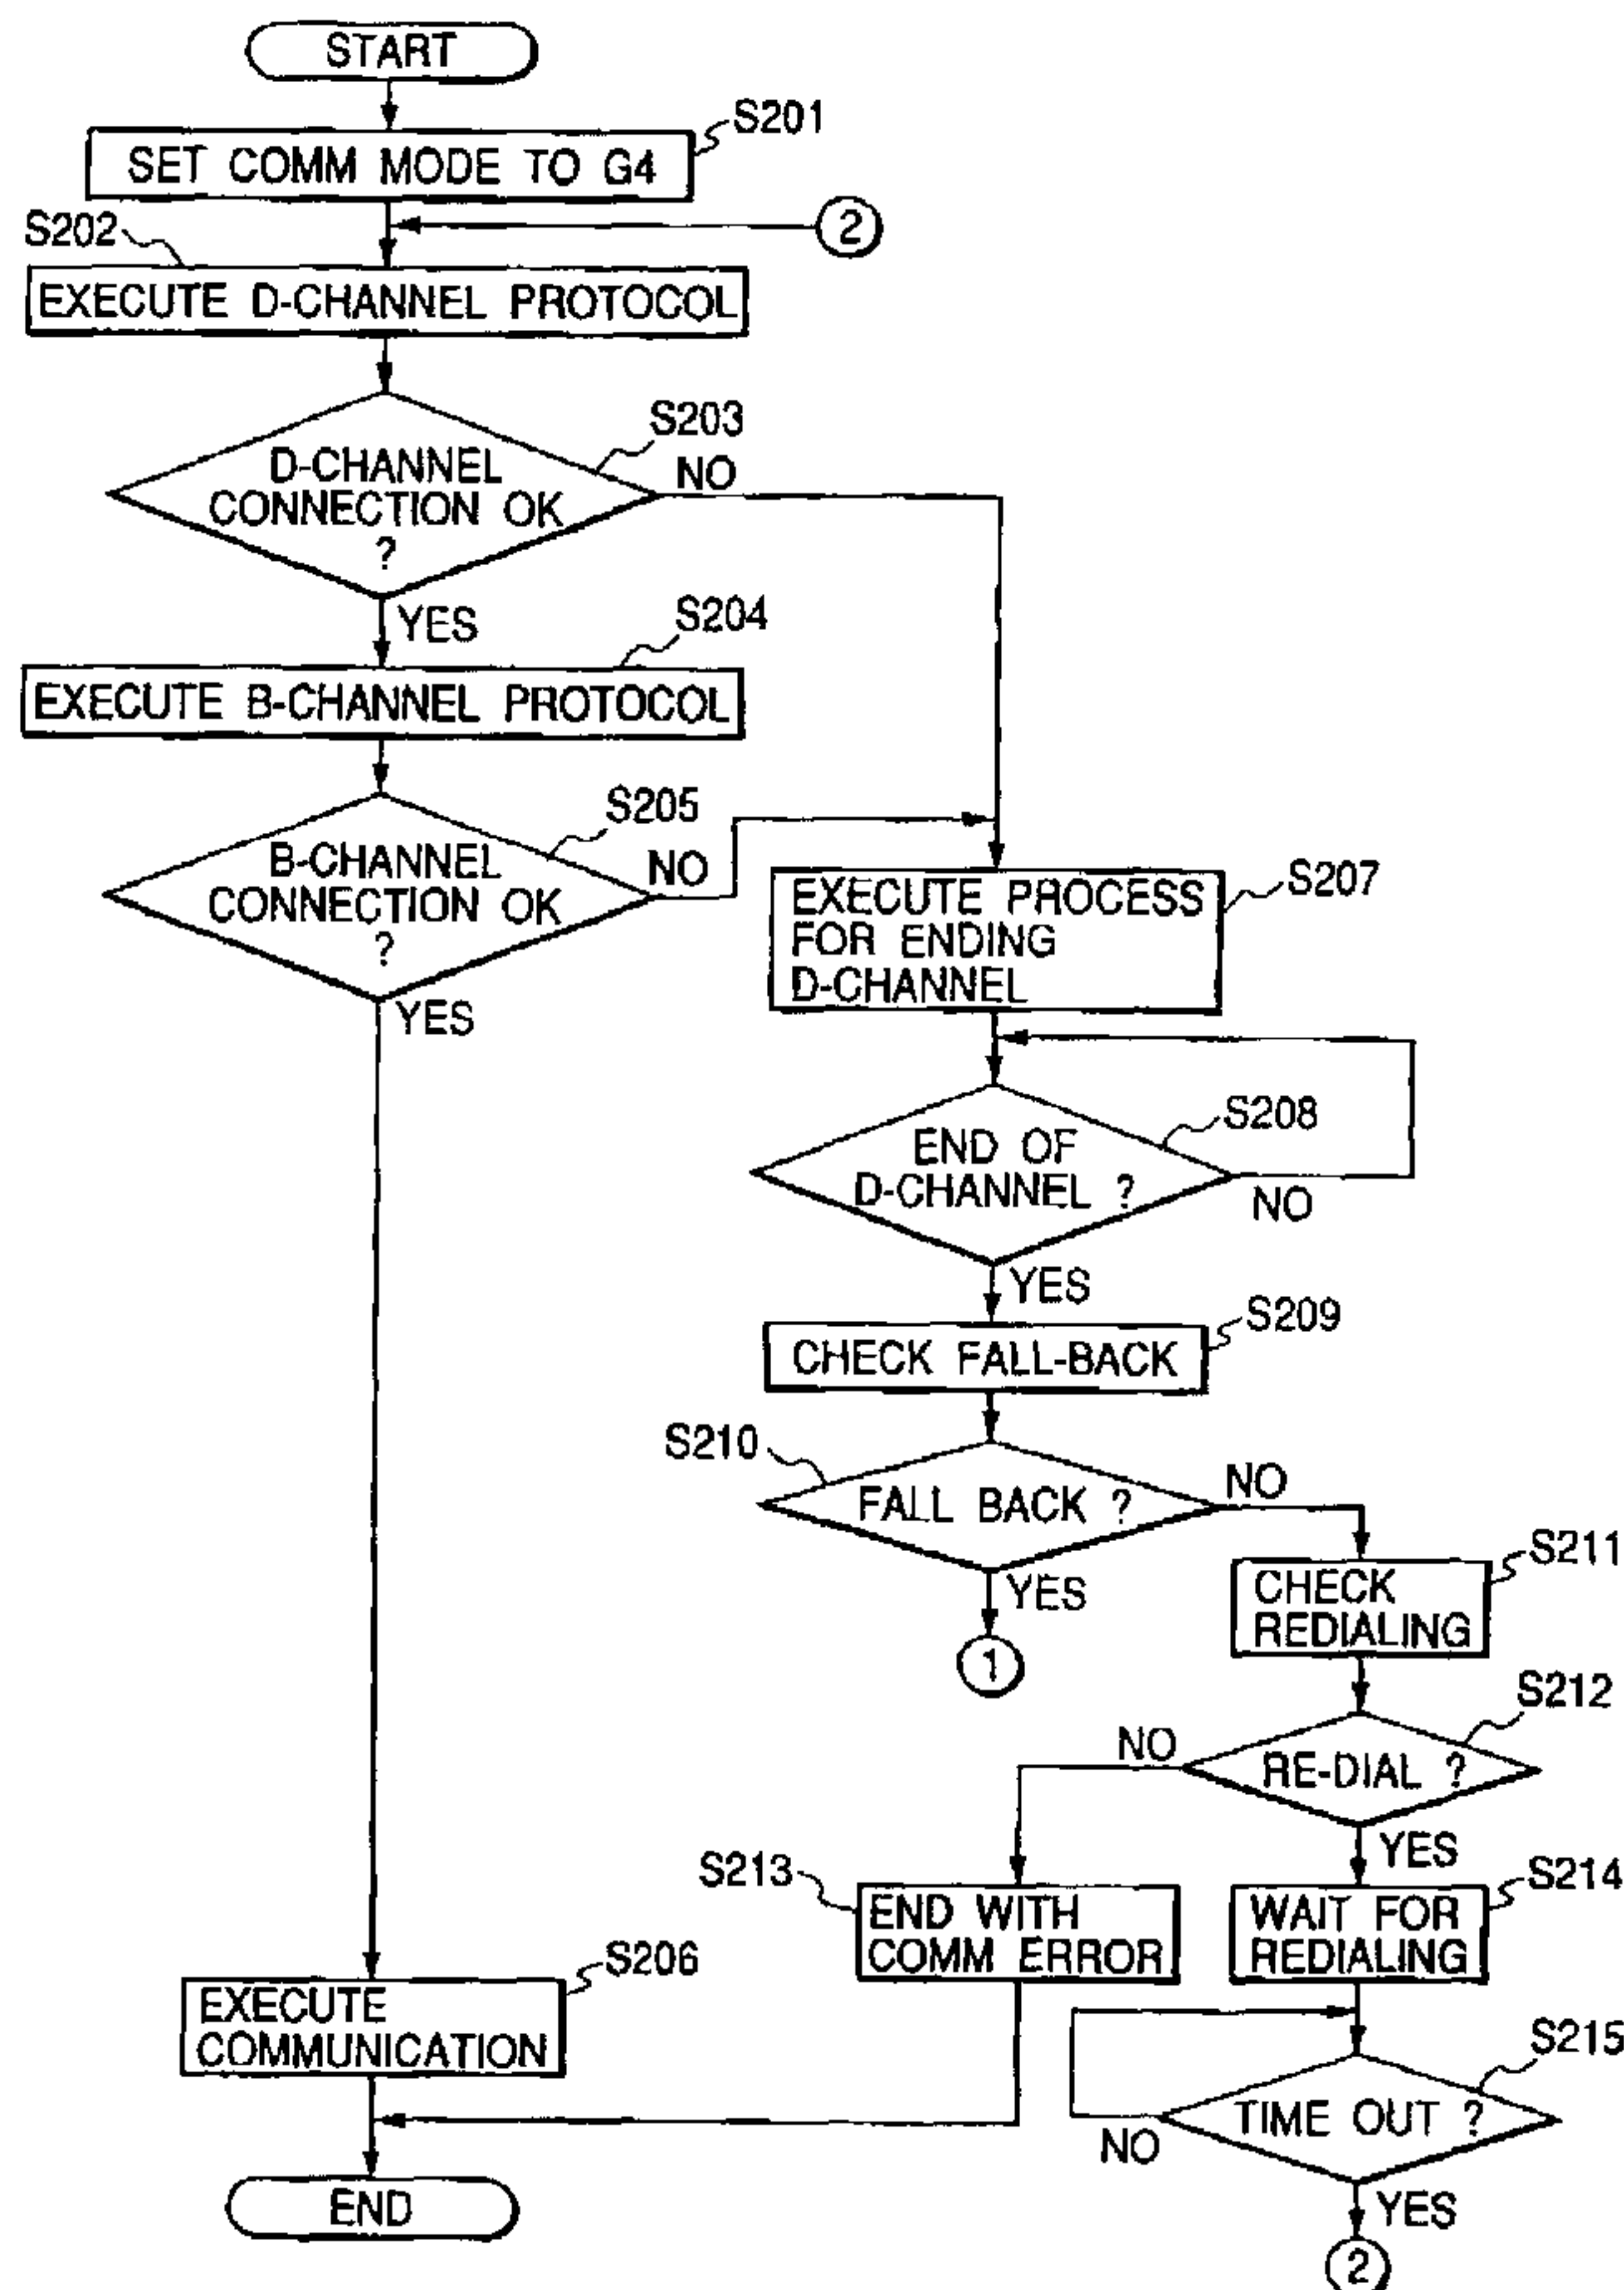 START
S201
SET COMM MODE TO G4
2
S202
EXECUTE D-CHANNEL PROTOCOL
S203
D-CHANNEL
CONNECTION OK
?
NO
YES
S204
EXECUTE B-CHANNEL PROTOCOL
S205
B-CHANNEL
CONNECTION OK
?
NO
YES
S207
EXECUTE PROCESS
FOR ENDING
D-CHANNEL
S208
END OF
D-CHANNEL ?
NO
YES
S209
CHECK FALL-BACK
S210
FALL BACK ?
NO
YES
1
S211
CHECK
REDIALING
S212
RE-DIAL ?
NO
YES
S213
END WITH
COMM ERROR
S214
WAIT FOR
REDIALING
S206
EXECUTE
COMMUNICATION
S215
TIME OUT ?
NO
YES
2
END